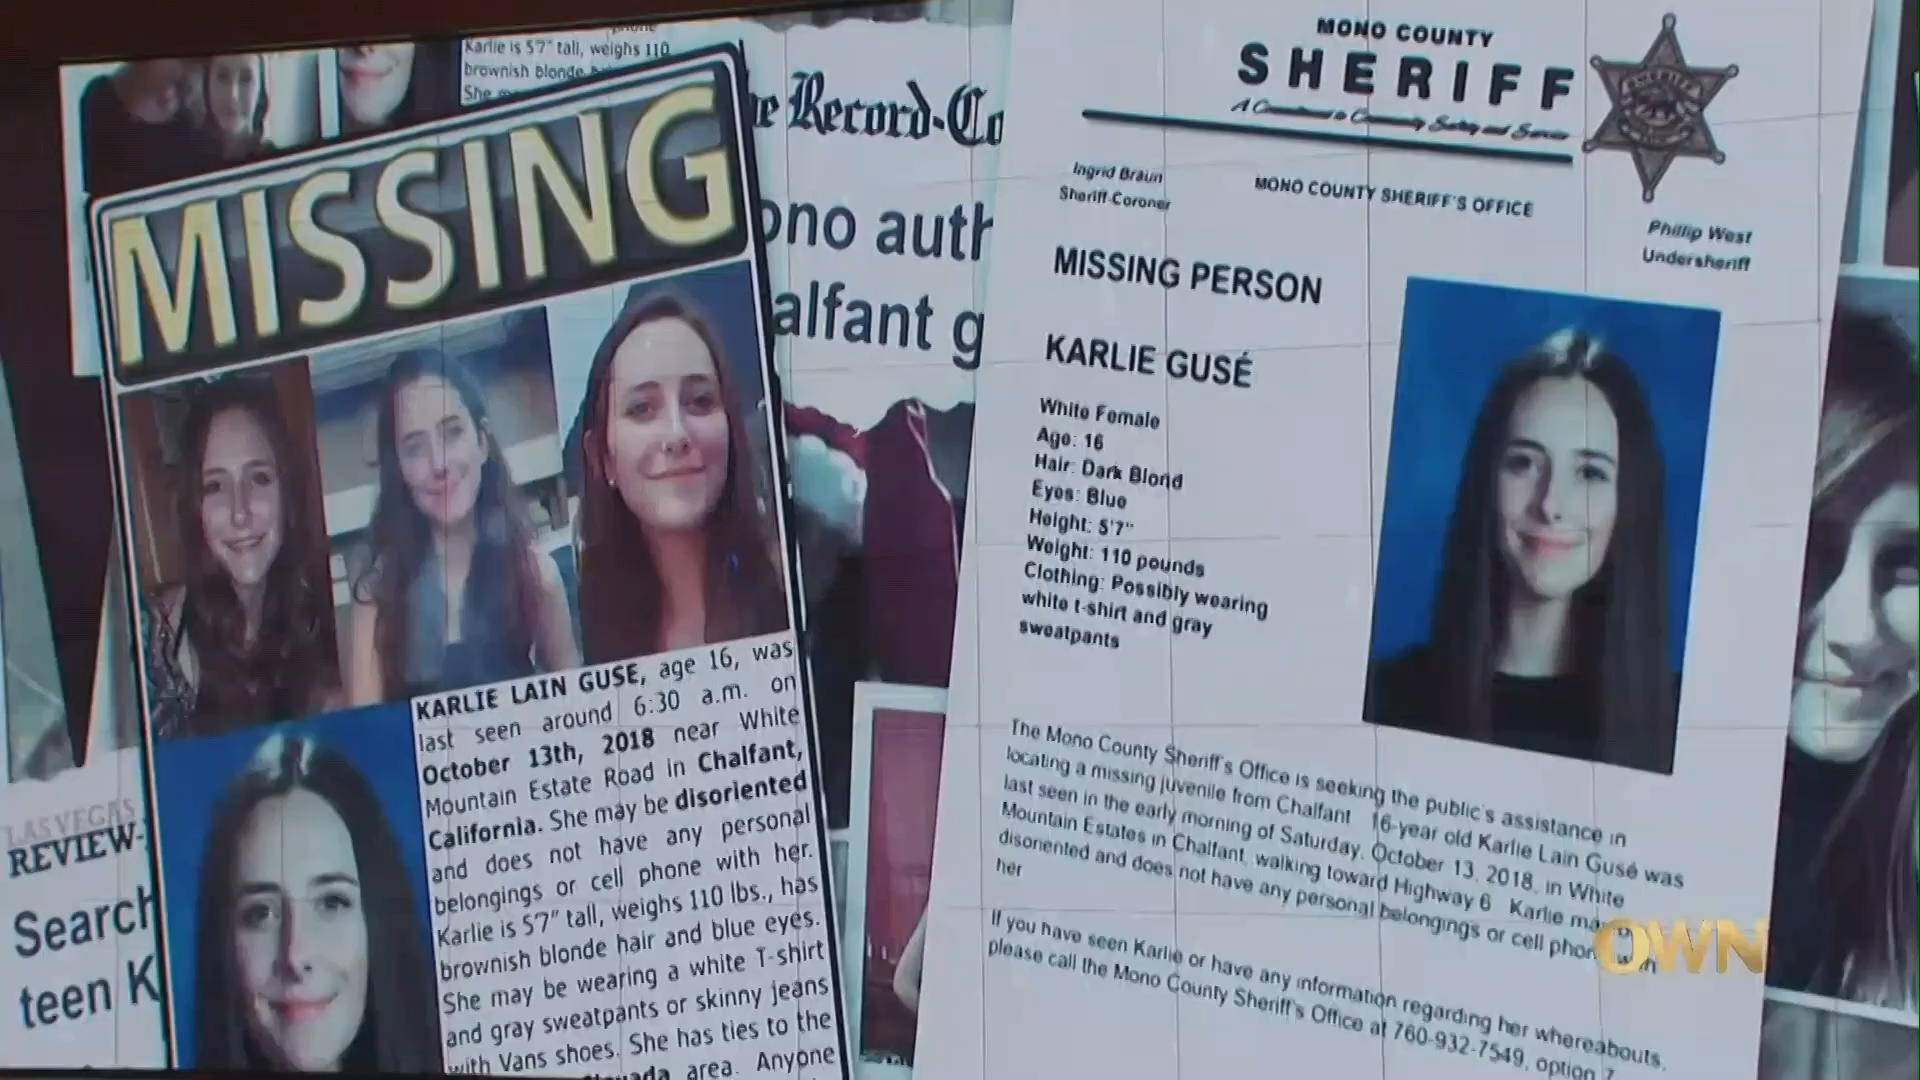 Karlie is 5'7" tall, weighs 110
brownish blonde
She
MISSING
KARLIE LAIN GUSE, age 16, was
last seen around 6:30 a.m. on
October 13th, 2018 near White
Mountain Estate Road in Chalfant,
California. She may be disoriented
and does not have any personal
belongings or cell phone with her.
Karlie is 5'7" tall, weighs 110 lbs., has
brownish blonde hair and blue eyes.
She may be wearing a white T-shirt
and gray sweatpants or skinny jeans
with Vans shoes. She has ties to the
area. Anyone
LAS VEGAS
REVIEW-
Search
teen K
e Record-Co
ono auth
alfant g
MONO COUNTY
SHERIFF
A Commitment to Community Safety and Service
SHERIFF
Ingrid Braun
Sheriff-Coroner
MONO COUNTY SHERIFF'S OFFICE
Phillip West
Undersheriff
MISSING PERSON
KARLIE GUSÉ
White Female
Age: 16
Hair: Dark Blond
Eyes: Blue
Height: 5'7"
Weight: 110 pounds
Clothing: Possibly wearing
white t-shirt and gray
sweatpants
The Mono County Sheriff's Office is seeking the public's assistance in
locating a missing juvenile from Chalfant 16-year old Karlie Lain Gusé was
last seen in the early morning of Saturday, October 13, 2018, in White
Mountain Estates in Chalfant, walking toward Highway 6 Karlie may
disoriented and does not have any personal belongings or cell phone with
her
If you have seen Karlie or have any information regarding her whereabouts,
please call the Mono County Sheriff's Office at 760-932-7549, option 7
OWN